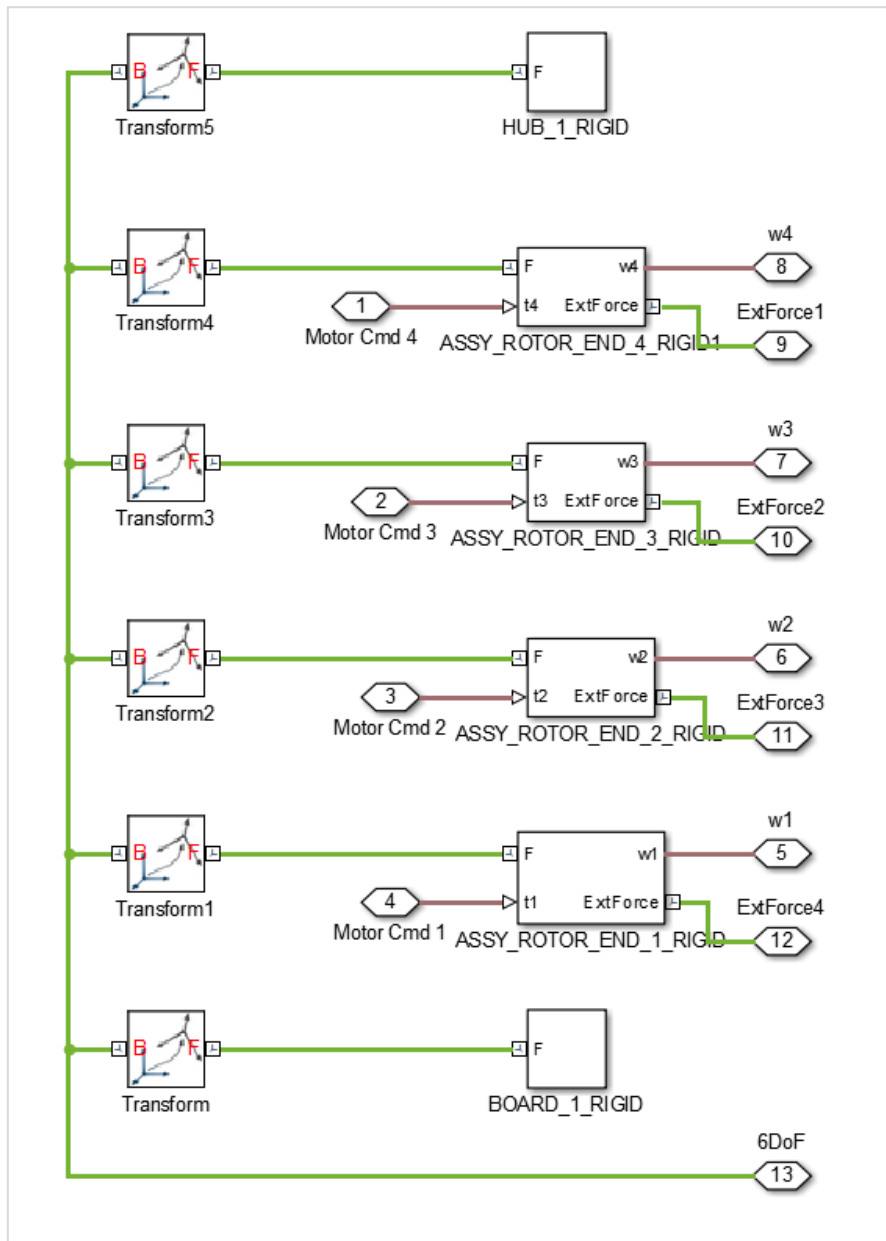 B F
Transform5
F
HUB_1_RIGID
B F
Transform4
1
Motor Cmd 4
F w4
t4 ExtForce
ASSY_ROTOR_END_4_RIGID1
w4
8
ExtForce1
9
B F
Transform3
2
Motor Cmd 3
F w3
t3 ExtForce
ASSY_ROTOR_END_3_RIGID
w3
7
ExtForce2
10
B F
Transform2
3
Motor Cmd 2
F w2
t2 ExtForce
ASSY_ROTOR_END_2_RIGID
w2
6
ExtForce3
11
B F
Transform1
4
Motor Cmd 1
F w1
t1 ExtForce
ASSY_ROTOR_END_1_RIGID
w1
5
ExtForce4
12
B F
Transform
F
BOARD_1_RIGID
6DoF
13